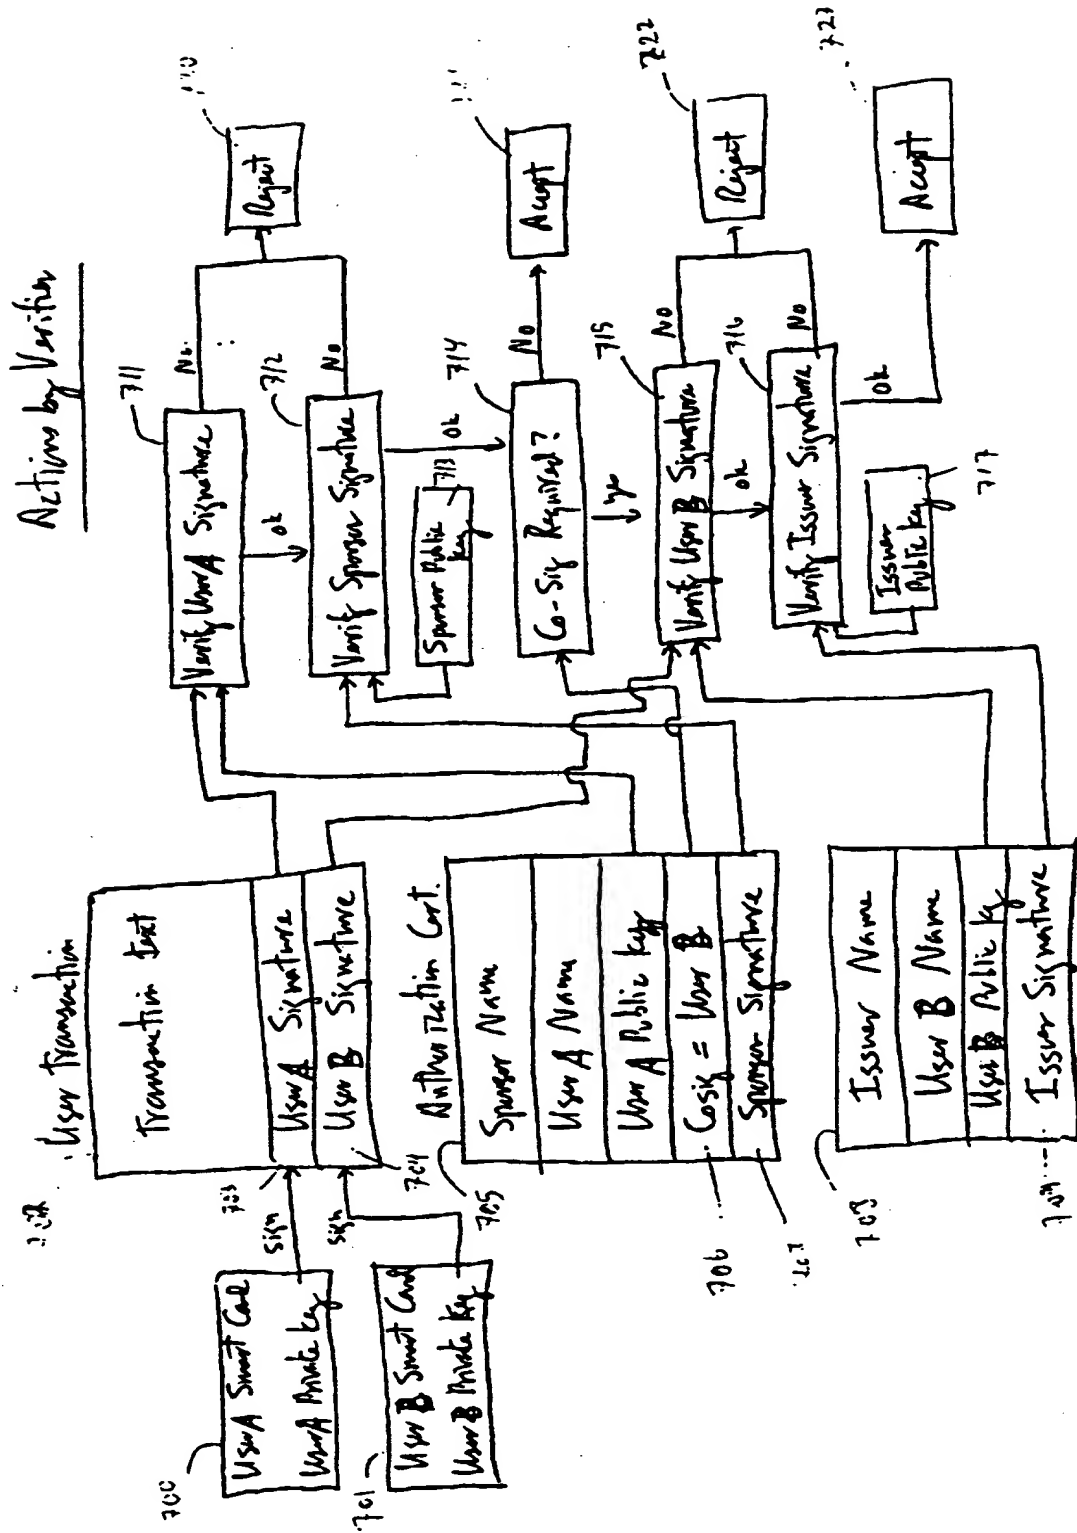 Actions by Verifier
User Transaction
Transaction text
User A Signature
User B Signature
703
704
700
User A Smart Card
User A Private Key
sign
701
User B Smart Card
User B Private Key
sign
Authorization Cert.
705
Sponsor Name
User A Name
User A Public Key
Cosig = User B
Sponsor Signature
706
707
708
Issuer Name
User B Name
User B Public Key
Issuer Signature
711
Verify User A Signature
No
ok
712
Verify Sponsor Signature
No
ok
Sponsor Public
Key
713
Reject
714
Co-Sig Required?
No
yes
Accept
715
Verify User B Signature
No
ok
716
Verify Issuer Signature
No
ok
Issuer
Public Key
717
722
Reject
723
Accept